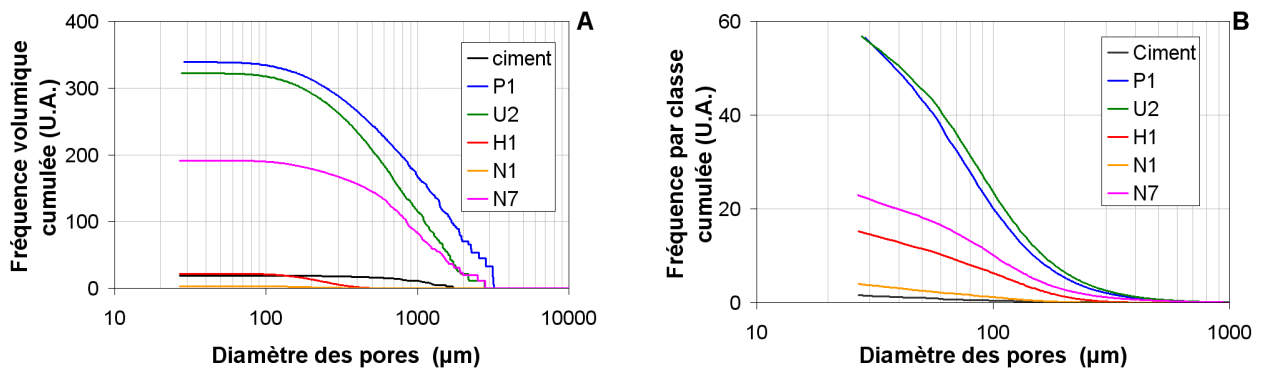 A
Fréquence volumique
cumulée (U.A.)
400
300
200
100
0
10
100
1000
10000
Diamètre des pores (µm)
ciment
P1
U2
H1
N1
N7
B
Fréquence par classe
cumulée (U.A.)
60
40
20
0
10
100
1000
Diamètre des pores (µm)
Ciment
P1
U2
H1
N1
N7